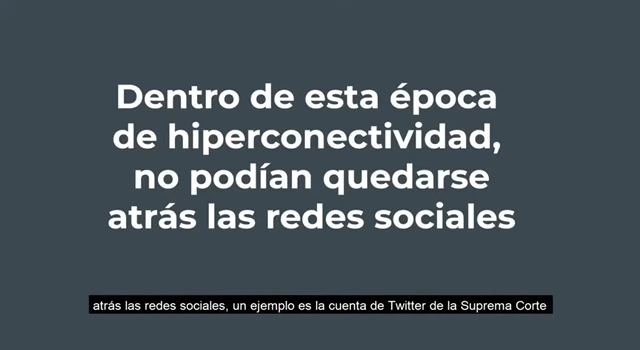 Dentro de esta época
de hiperconectividad,
no podían quedarse
atrás las redes sociales
atrás las redes sociales, un ejemplo es la cuenta de Twitter de la Suprema Corte